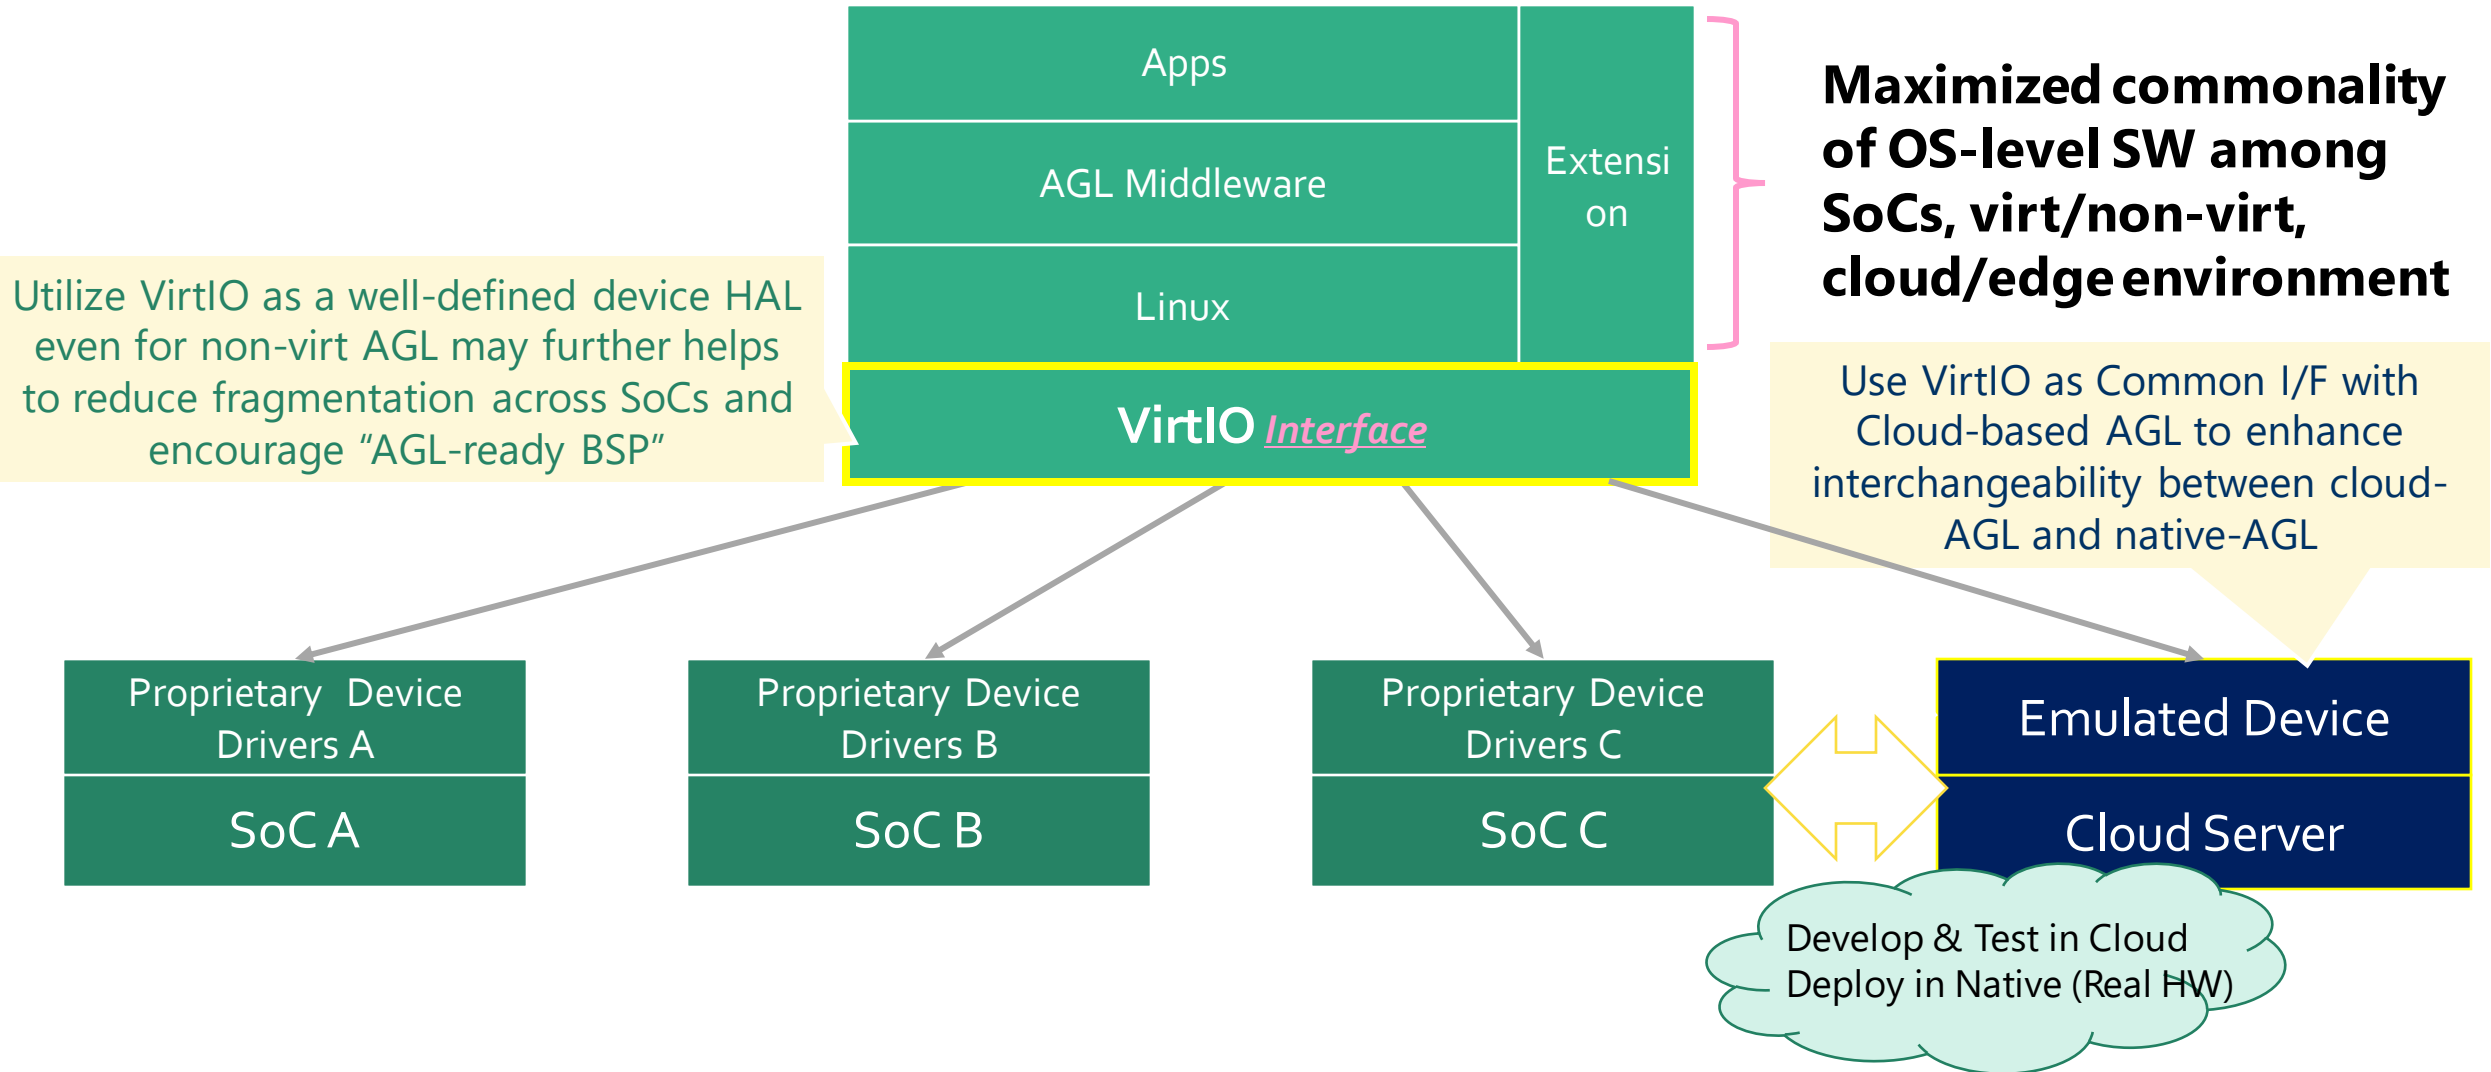 Apps
AGL Middleware
Linux
Extensi
on
Maximized commonality
of OS-level SW among
SoCs, virt/non-virt,
cloud/edge environment
Utilize VirtIO as a well-defined device HAL
even for non-virt AGL may further helps
to reduce fragmentation across SoCs and
encourage “AGL-ready BSP”
VirtIO Interface
Use VirtIO as Common I/F with
Cloud-based AGL to enhance
interchangeability between cloud-
AGL and native-AGL
Proprietary Device
Drivers A
SoC A
Proprietary Device
Drivers B
SoC B
Proprietary Device
Drivers C
SoC C
Emulated Device
Cloud Server
Develop & Test in Cloud
Deploy in Native (Real HW)